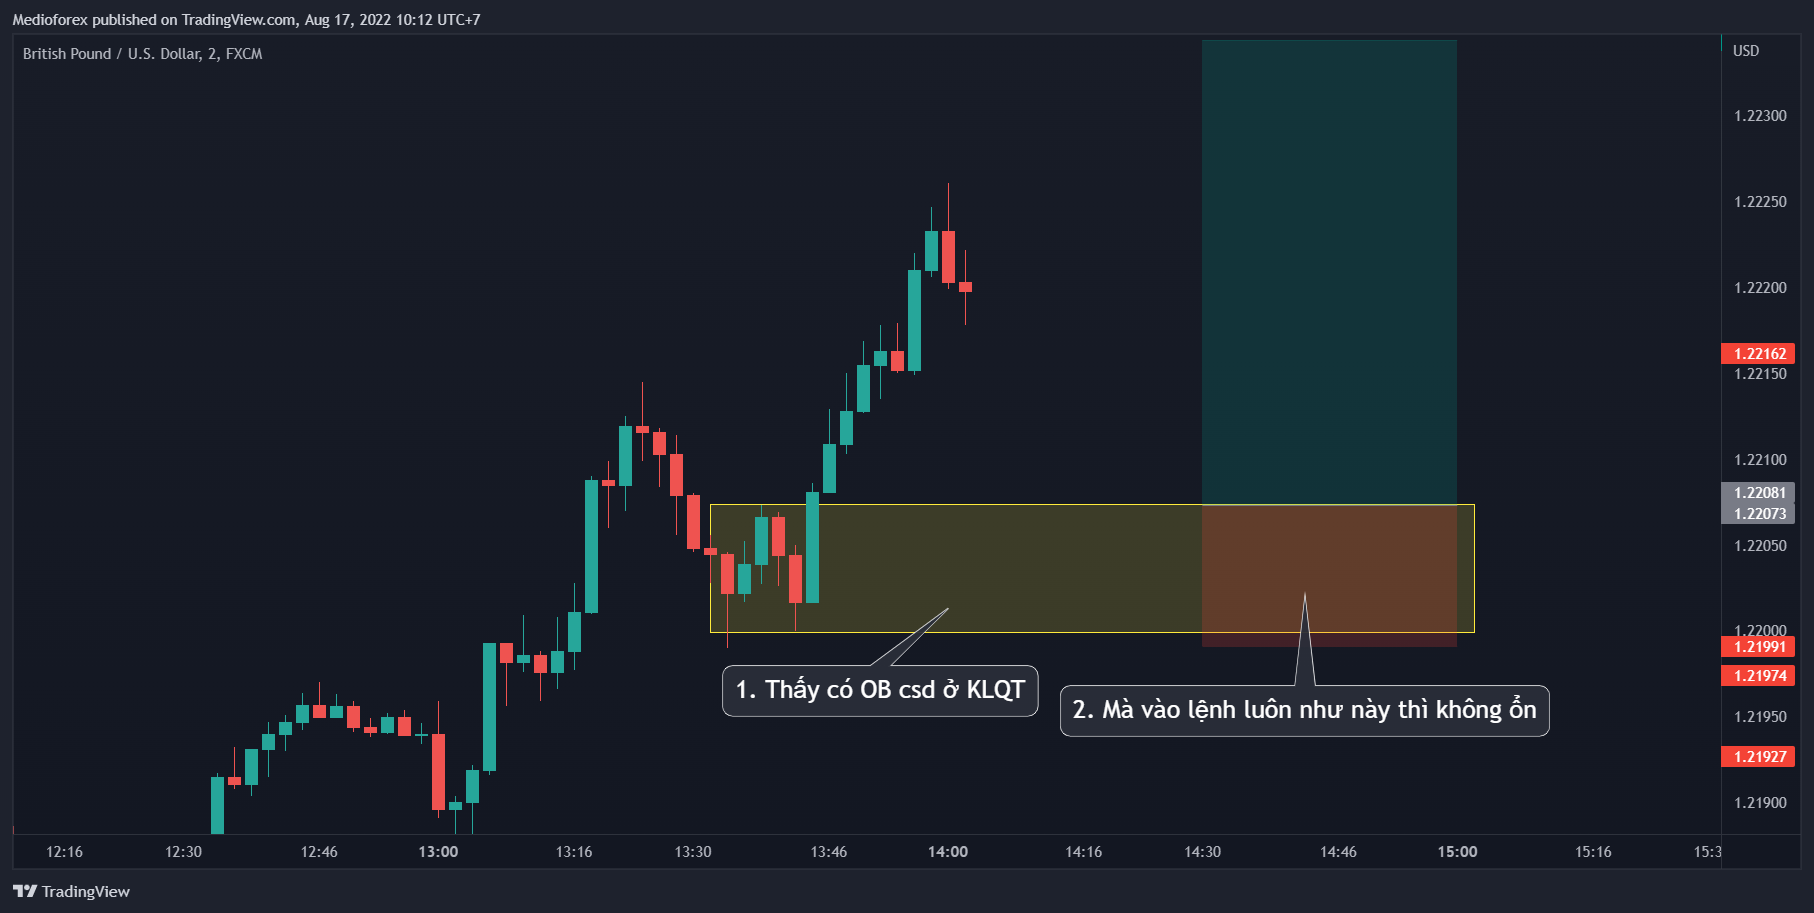 Medioforex published on TradingView.com, Aug 17, 2022 10:12 UTC+7
British Pound / U.S. Dollar, 2, FXCM
USD
1.22300
1.22250
1.22200
1.22162
1.22150
1.22100
1.22081
1.22073
1.22050
1.22000
1.21991
1.21974
1.21950
1.21927
1.21900
1. Thấy có OB csd ở KLQT
2. Mà vào lệnh luôn như này thì không ổn
12:16 12:30 12:46 13:00 13:16 13:30 13:46 14:00 14:16 14:30 14:46 15:00 15:16 15:3
TradingView